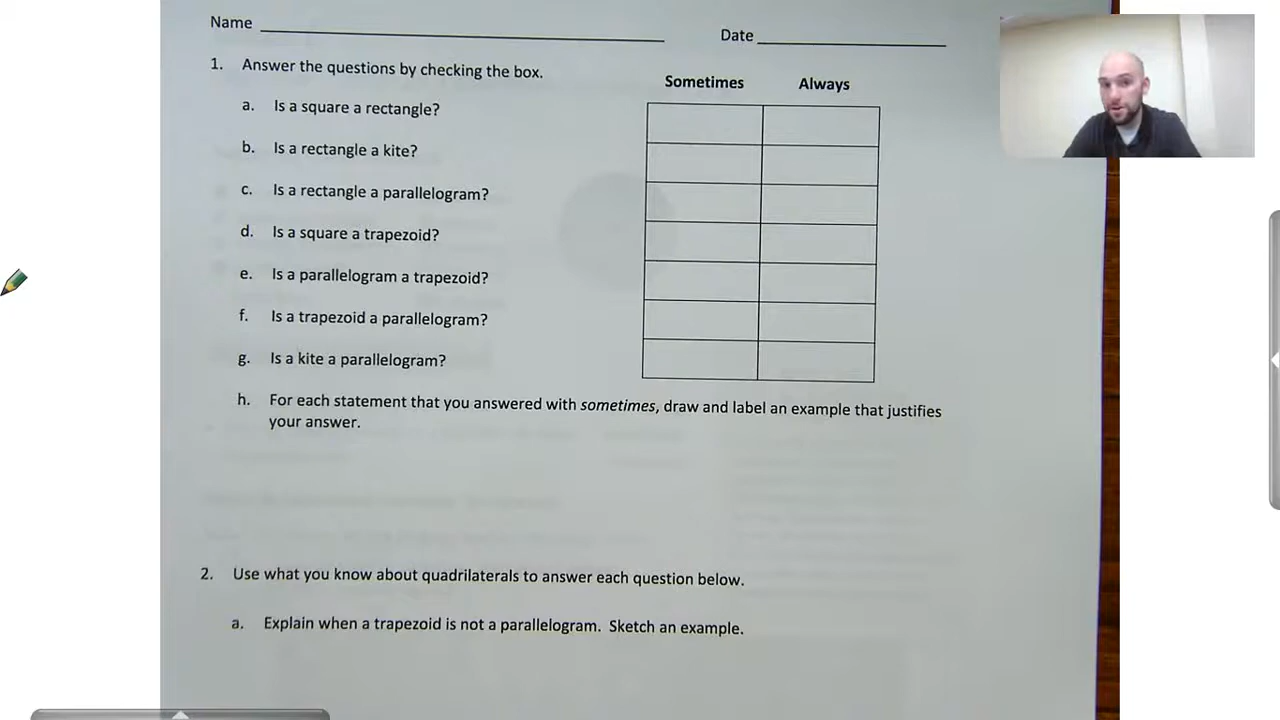 Name
Date
1. Answer the questions by checking the box.
Sometimes Always
a. Is a square a rectangle?
b. Is a rectangle a kite?
c. Is a rectangle a parallelogram?
d. Is a square a trapezoid?
e. Is a parallelogram a trapezoid?
f. Is a trapezoid a parallelogram?
g. Is a kite a parallelogram?
h. For each statement that you answered with sometimes, draw and label an example that justifies
your answer.
2. Use what you know about quadrilaterals to answer each question below.
a. Explain when a trapezoid is not a parallelogram. Sketch an example.